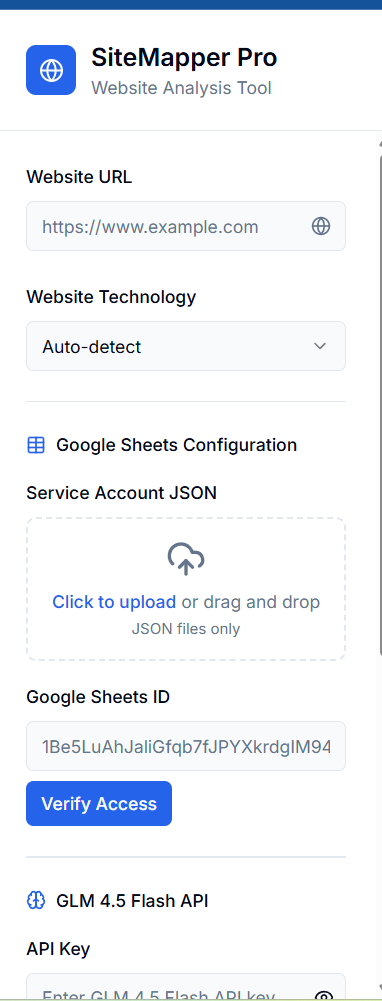 SiteMapper Pro
Website Analysis Tool
Website URL
https://www.example.com
Website Technology
Auto-detect
Google Sheets Configuration
Service Account JSON
Click to upload or drag and drop
JSON files only
Google Sheets ID
1Be5LuAhJaliGfqb7fJPYXkrdgIM94
Verify Access
GLM 4.5 Flash API
API Key
Enter GLM 4.5 Flash API key